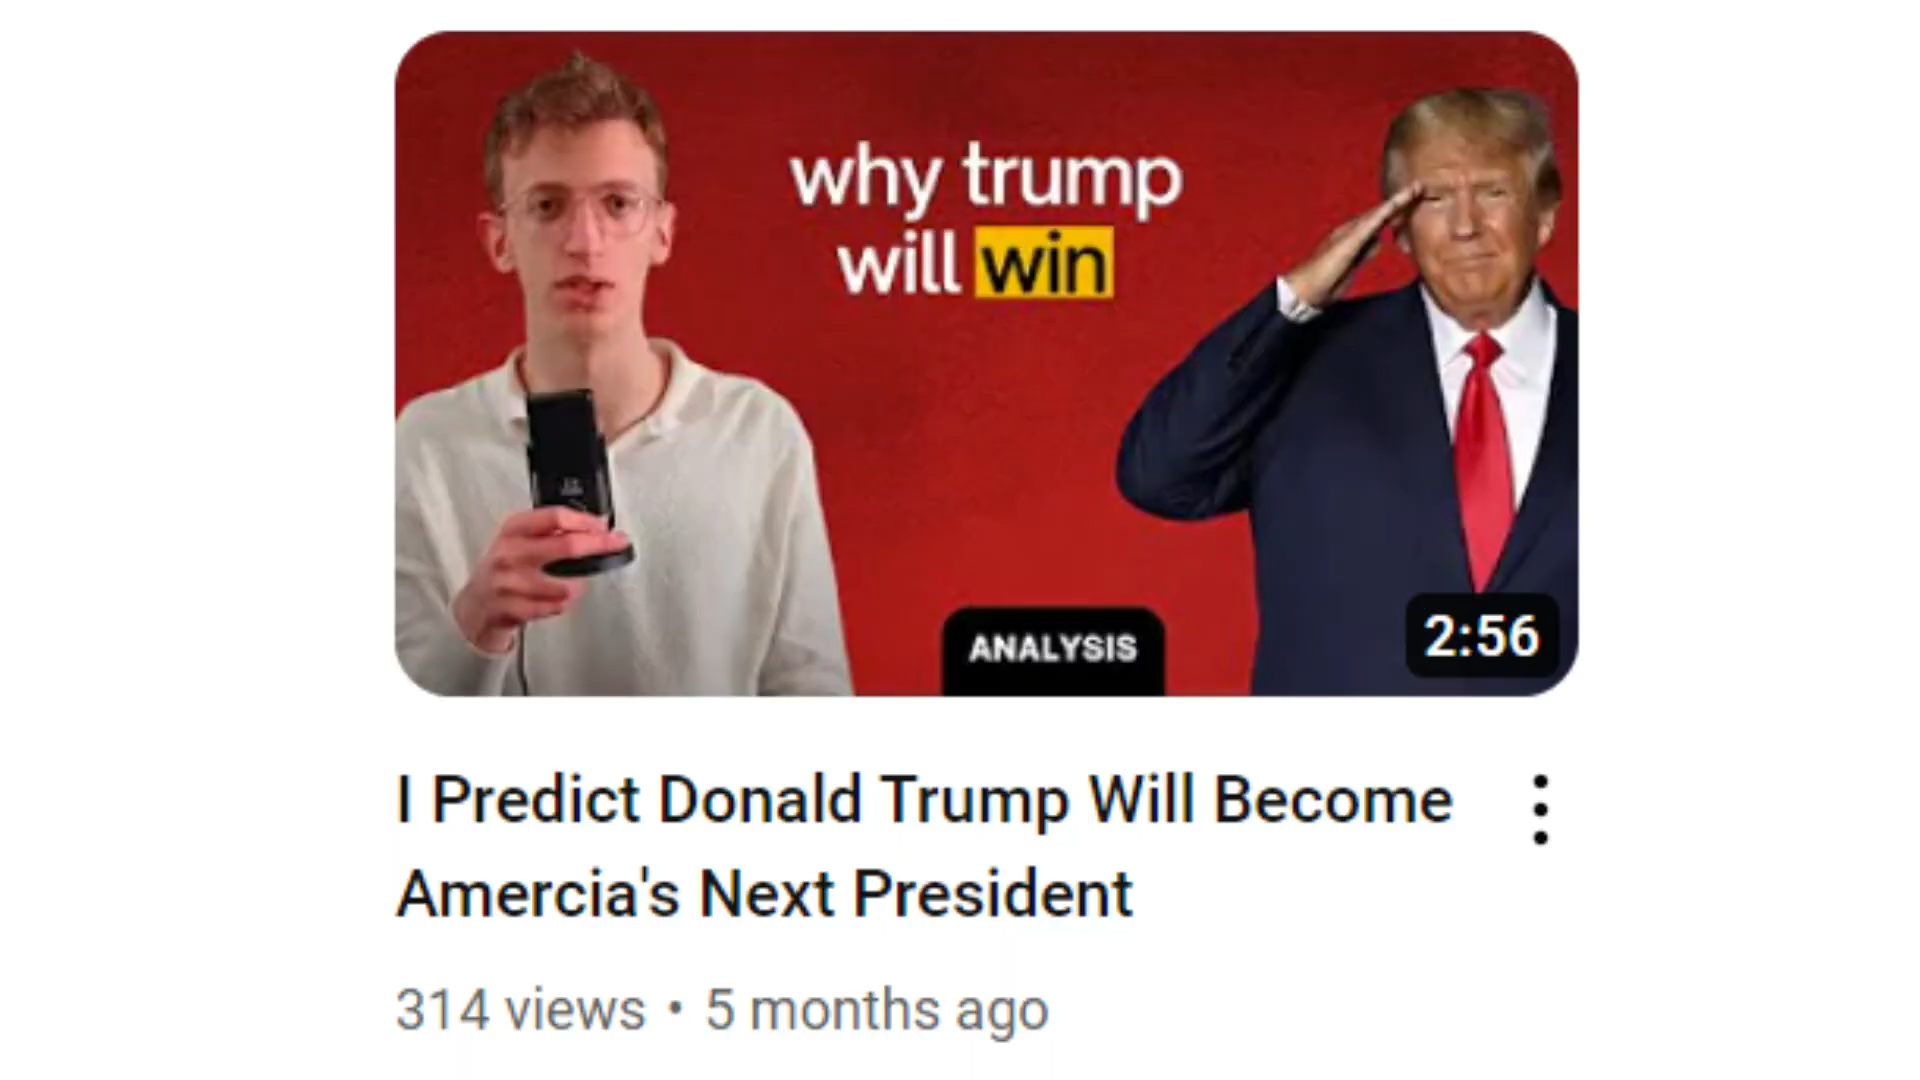 why trump
will win
ANALYSIS
2:56
I Predict Donald Trump Will Become
Amercia's Next President
314 views • 5 months ago